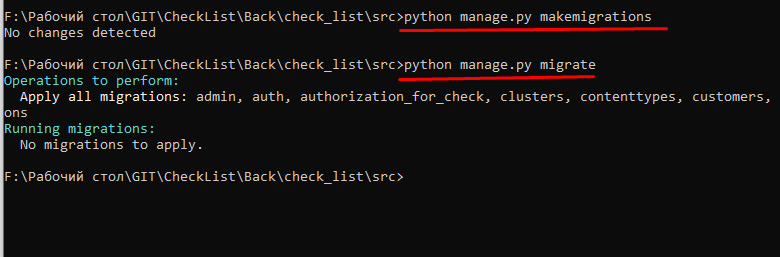 F:\Рабочий стол\GIT\CheckList\Back\check_list\src>python manage.py makemigrations
No changes detected
F:\Рабочий стол\GIT\CheckList\Back\check_list\src>python manage.py migrate
Operations to perform:
  Apply all migrations: admin, auth, authorization_for_check, clusters, contenttypes, customers,
ons
Running migrations:
  No migrations to apply.
F:\Рабочий стол\GIT\CheckList\Back\check_list\src>